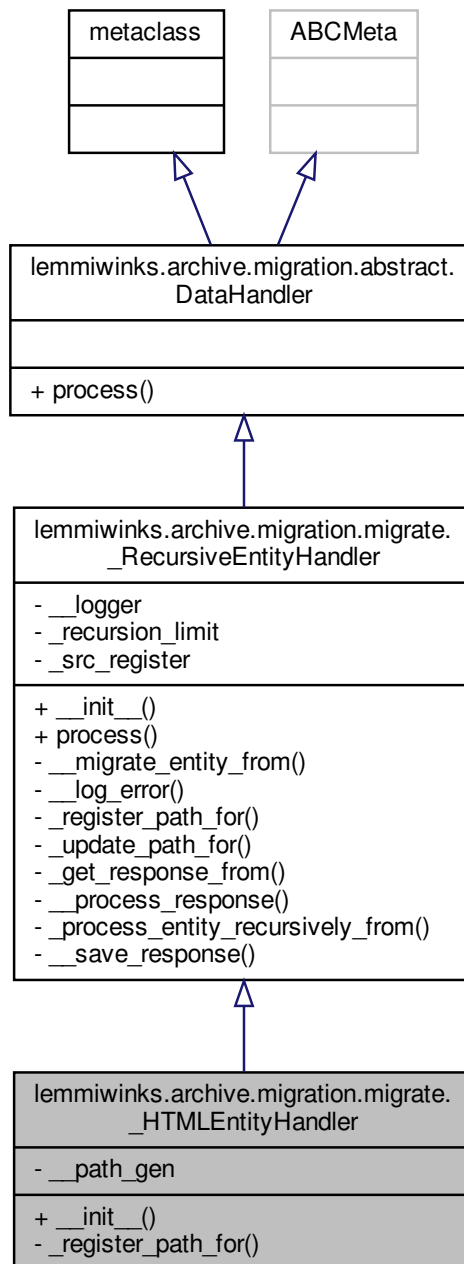 metaclass
ABCMeta
lemmiwinks.archive.migration.abstract.
DataHandler
+ process()
lemmiwinks.archive.migration.migrate.
_RecursiveEntityHandler
- __logger
- _recursion_limit
- _src_register
+ __init__()
+ process()
- __migrate_entity_from()
- __log_error()
- _register_path_for()
- _update_path_for()
- _get_response_from()
- __process_response()
- _process_entity_recursively_from()
- __save_response()
lemmiwinks.archive.migration.migrate.
_HTMLEntityHandler
- __path_gen
+ __init__()
- _register_path_for()